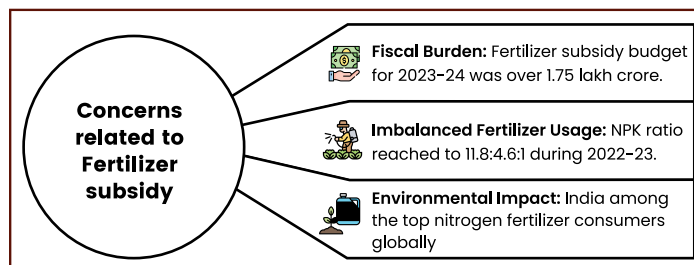 Concerns
related to
Fertilizer
subsidy
Fiscal Burden: Fertilizer subsidy budget
for 2023-24 was over 1.75 lakh crore.
Imbalanced Fertilizer Usage: NPK ratio
reached to 11.8:4.6:1 during 2022-23.
Environmental Impact: India among
the top nitrogen fertilizer consumers
globally